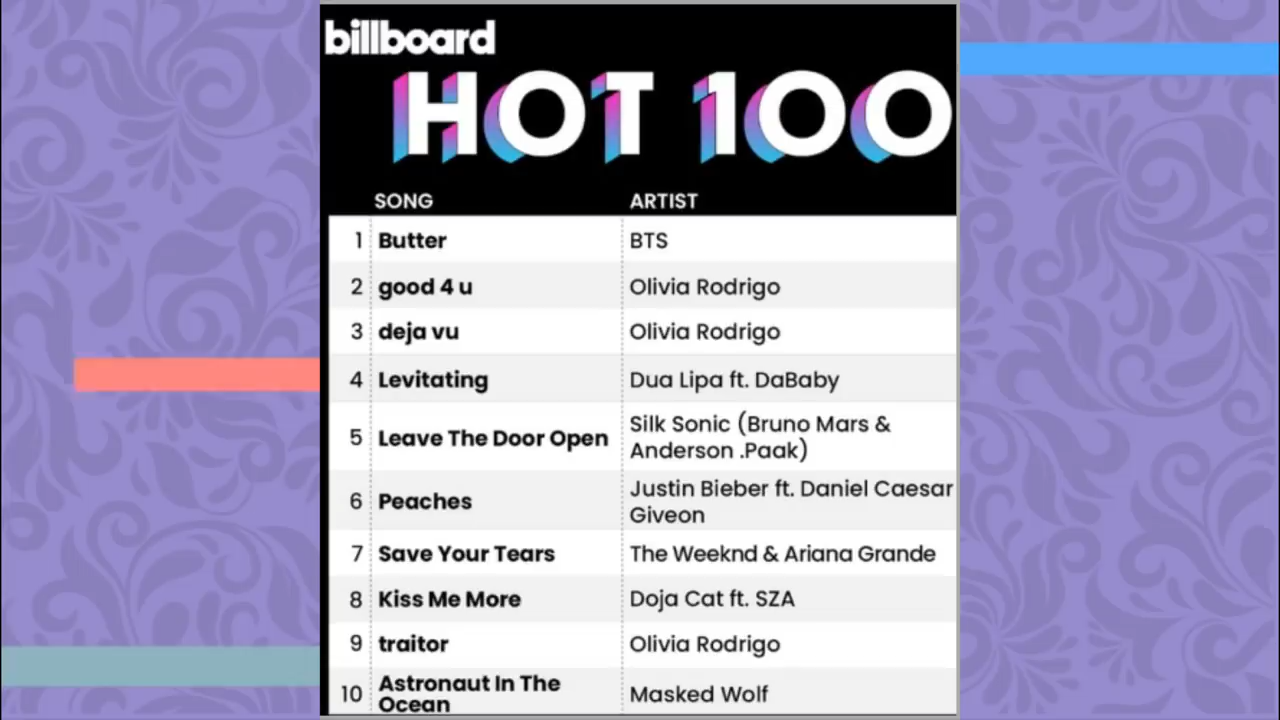 billboard
HOT 100
SONG ARTIST
1 Butter BTS
2 good 4 u Olivia Rodrigo
3 deja vu Olivia Rodrigo
4 Levitating Dua Lipa ft. DaBaby
5 Leave The Door Open Silk Sonic (Bruno Mars &
Anderson .Paak)
6 Peaches Justin Bieber ft. Daniel Caesar
Giveon
7 Save Your Tears The Weeknd & Ariana Grande
8 Kiss Me More Doja Cat ft. SZA
9 traitor Olivia Rodrigo
10 Astronaut In The
Ocean Masked Wolf